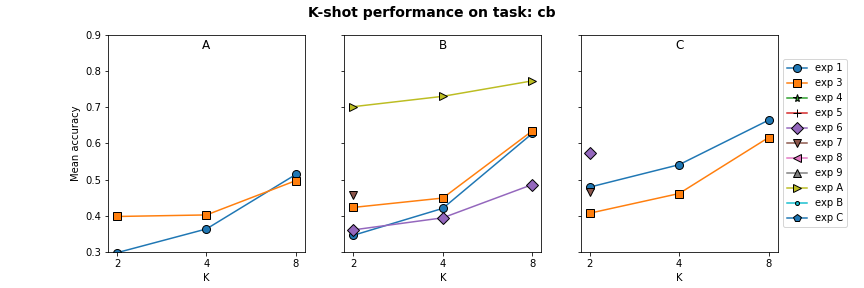 K-shot performance on task: cb
A
B
C
0.9
0.8
0.7
0.6
0.5
0.4
0.3
Mean accuracy
2
4
8
K
2
4
8
K
2
4
8
K
exp 1
exp 3
exp 4
exp 5
exp 6
exp 7
exp 8
exp 9
exp A
exp B
exp C